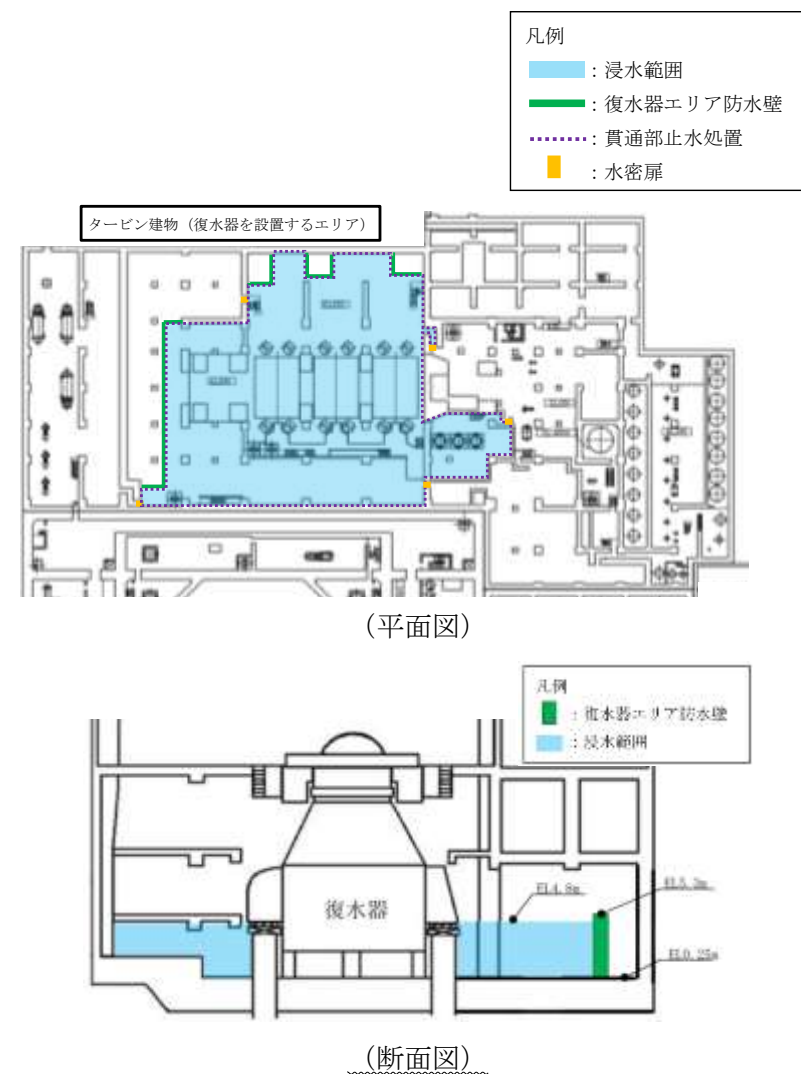 凡例
：浸水範囲
：復水器エリア防水壁
：貫通部止水処置
：水密扉
タービン建物（復水器を設置するエリア）
（平面図）
凡例
：復水器エリア防水壁
：浸水範囲
EL4.8m
EL5.3m
復水器
EL0.25m
（断面図）